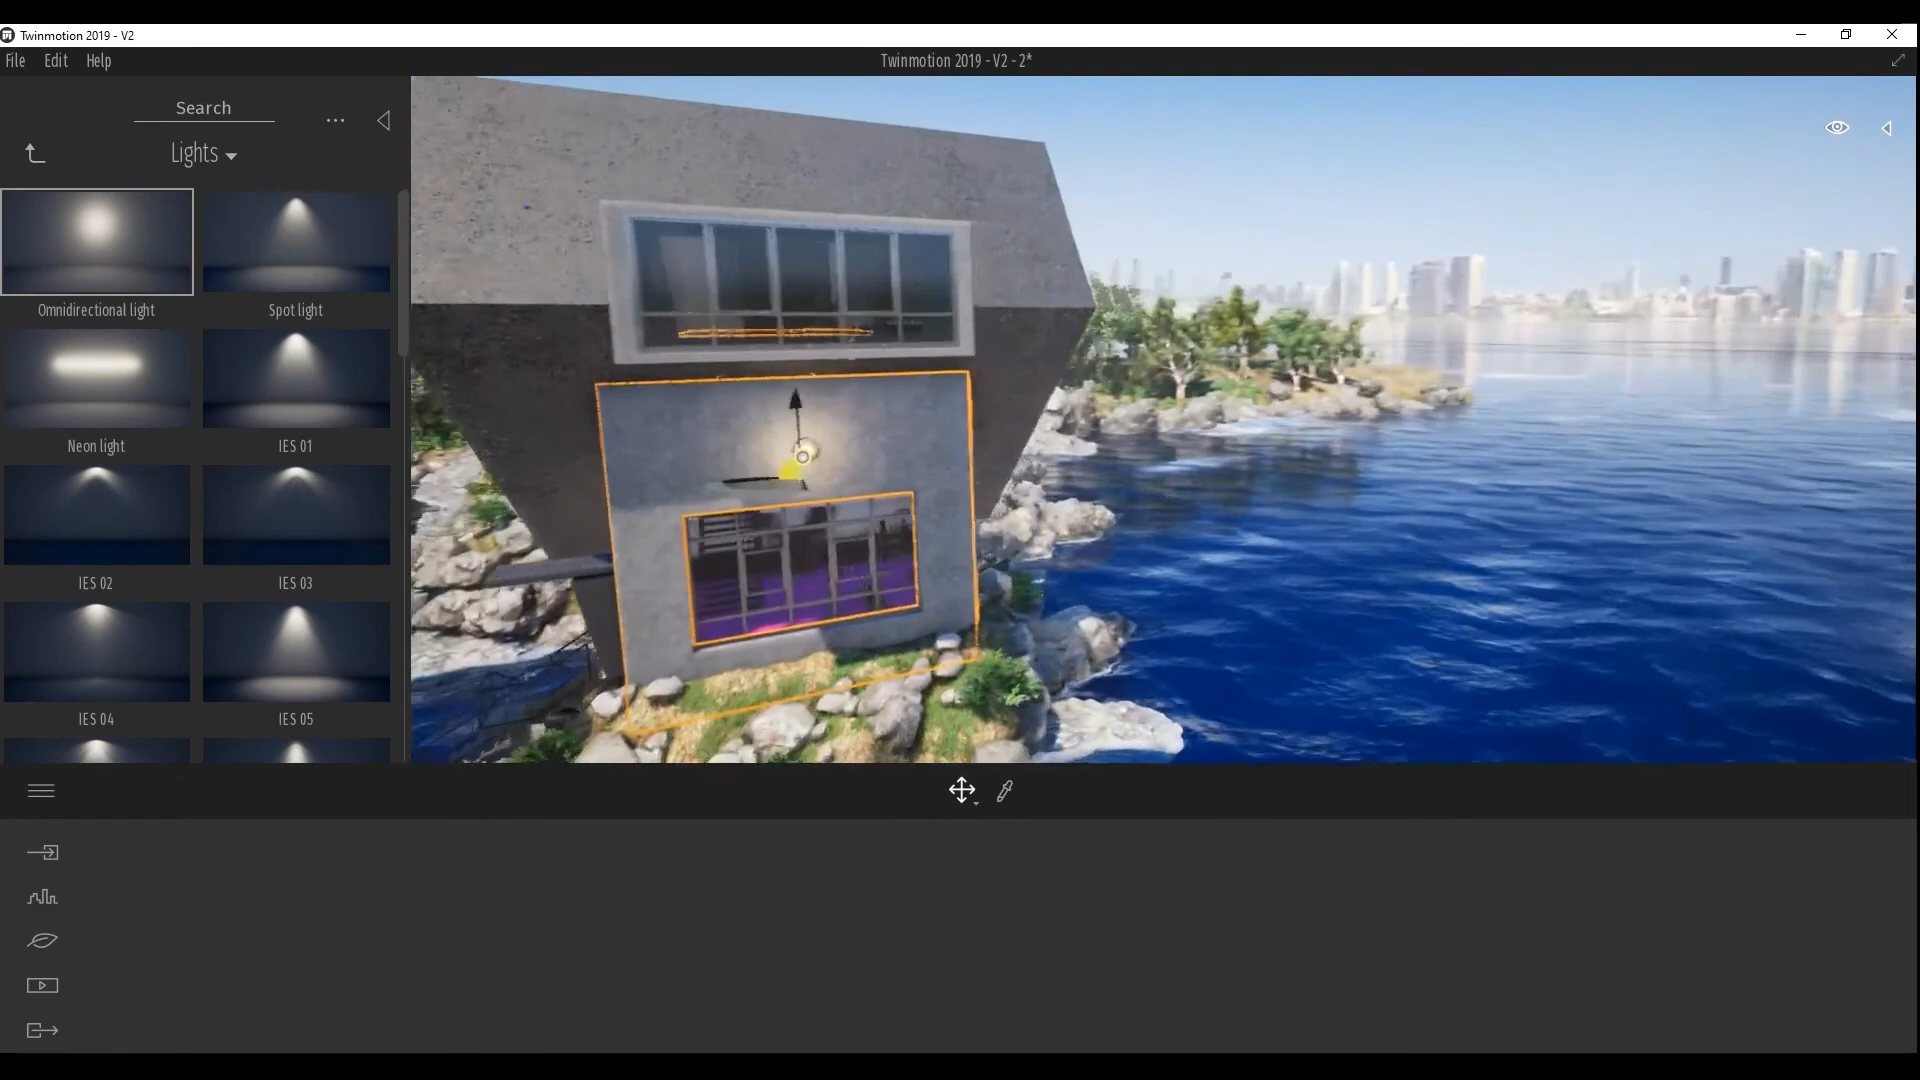 Twinmotion 2019 - V2
File Edit Help
Twinmotion 2019 - V2 - 2*
Search
Lights
Omnidirectional light
Spot light
Neon light
IES 01
IES 02
IES 03
IES 04
IES 05